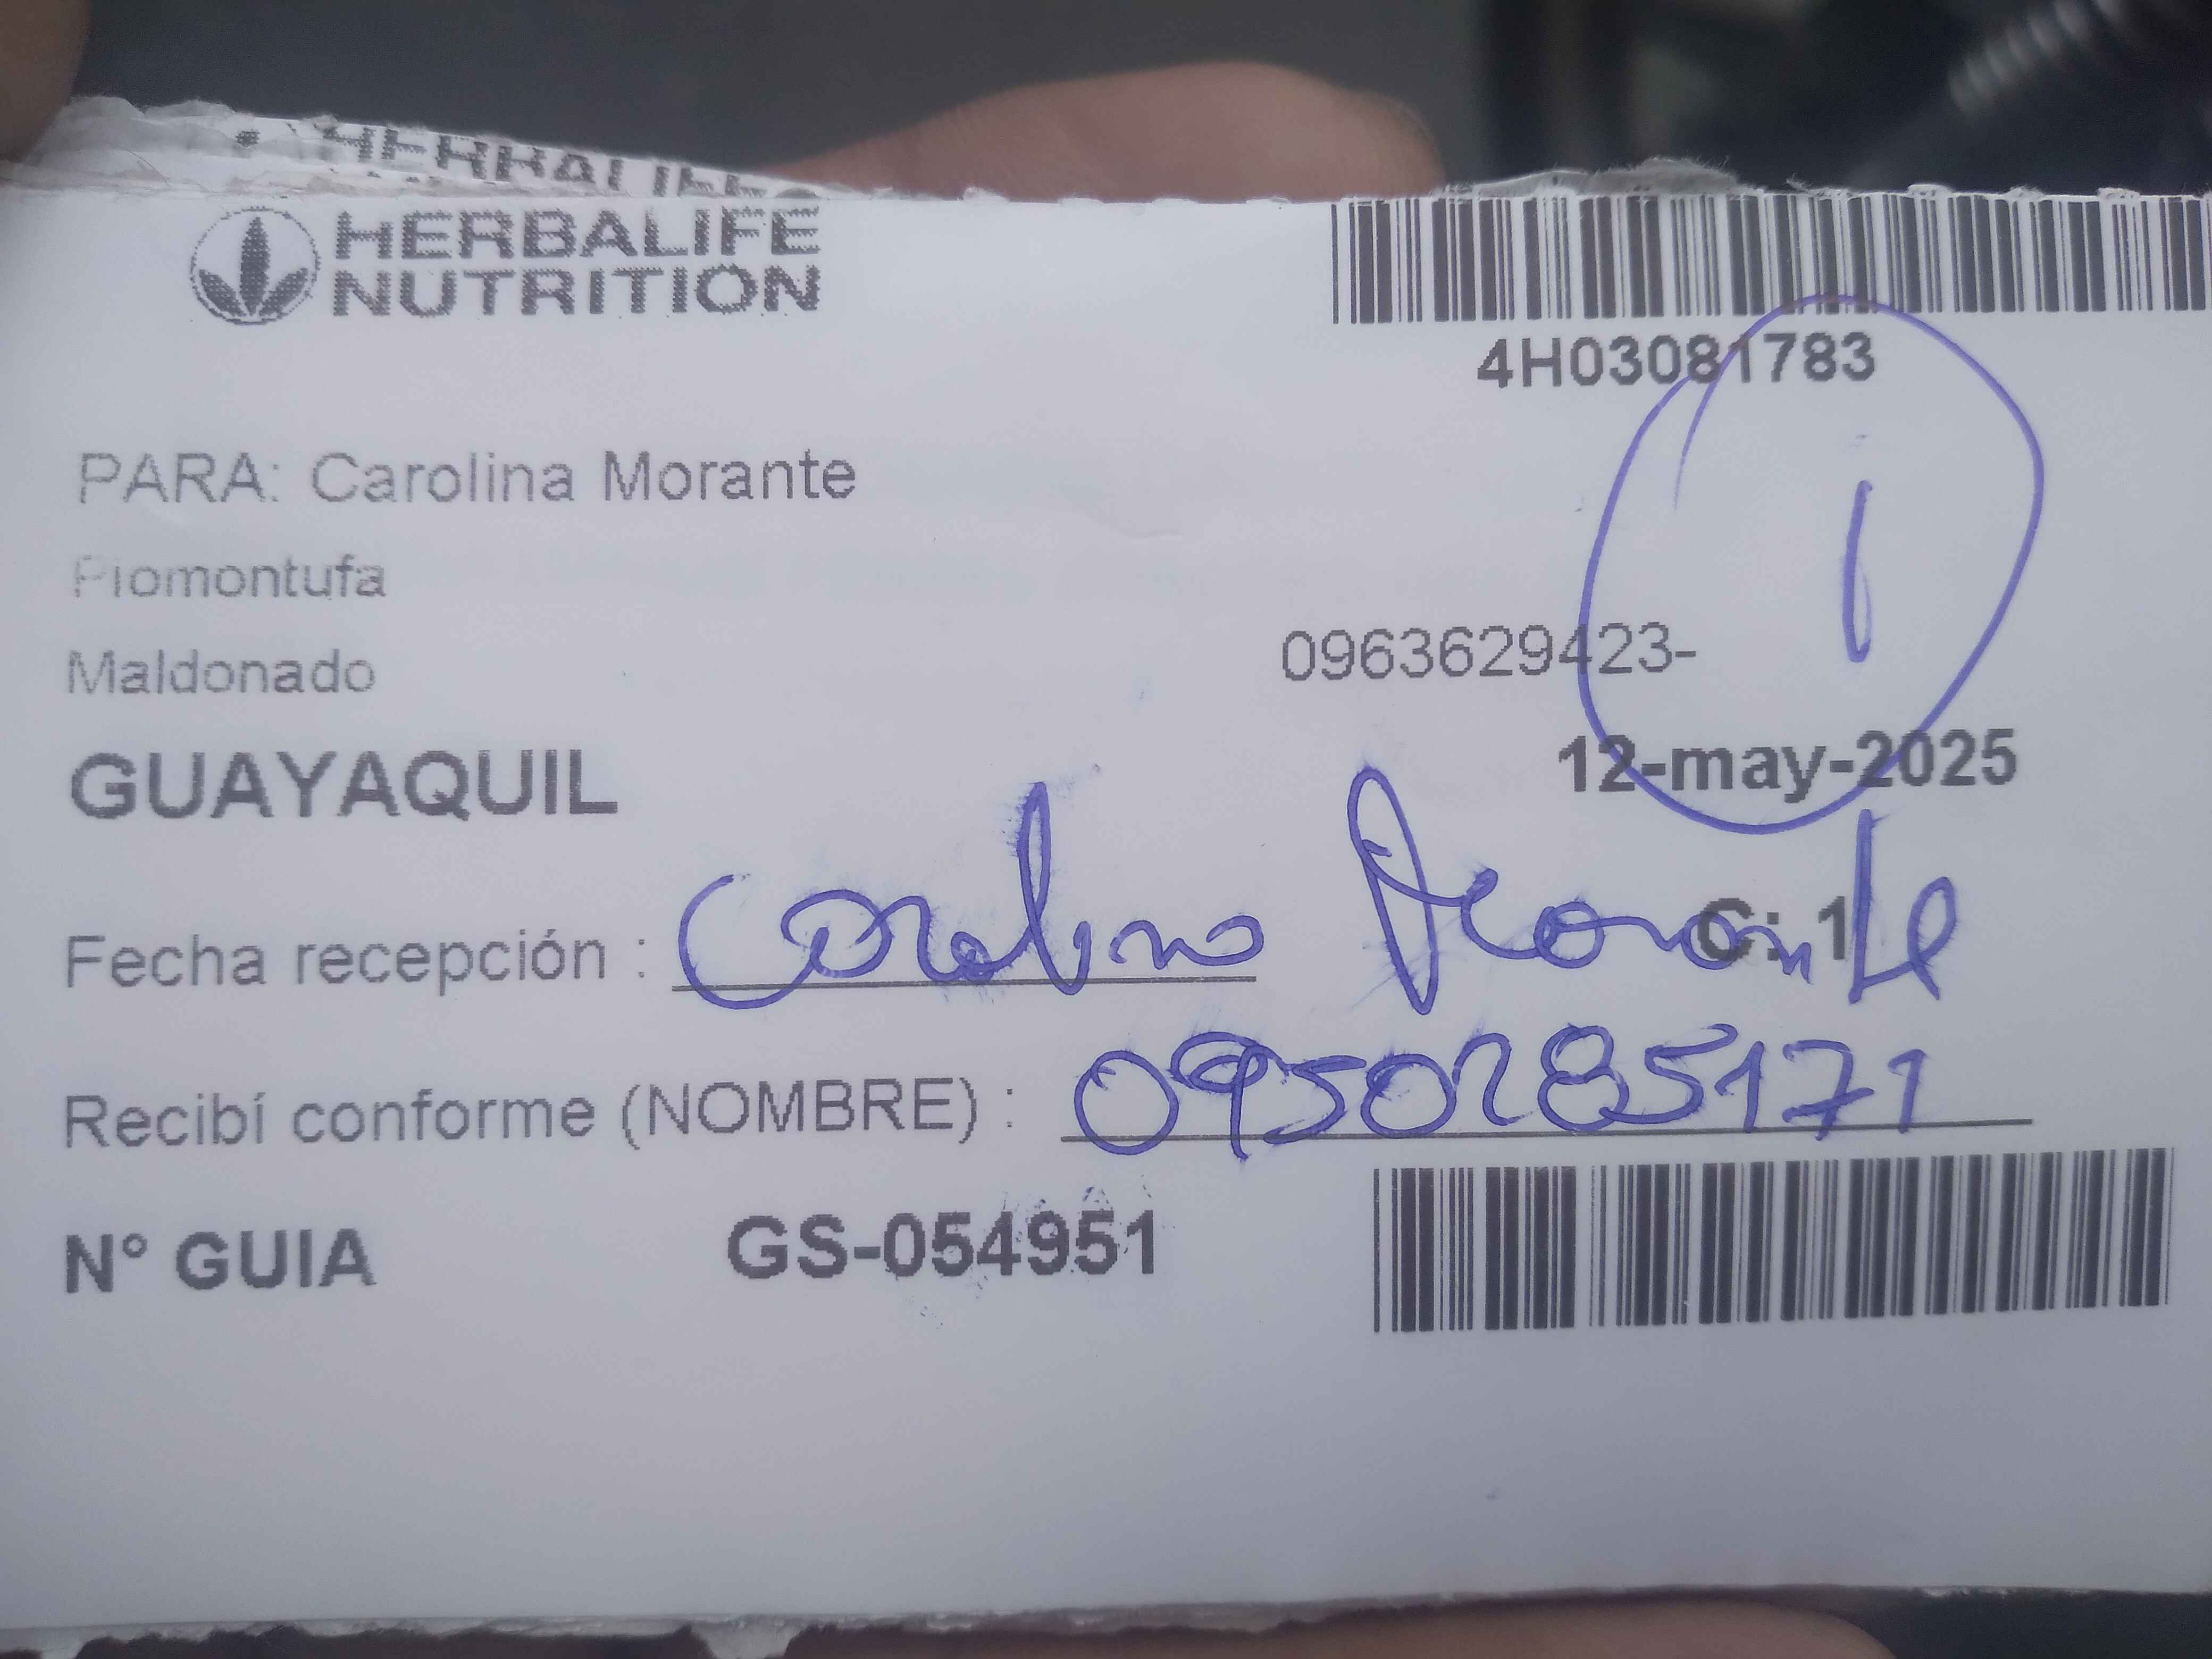 HERBALIFE
HERBALIFE
NUTRITION
4H03081783
PARA: Carolina Morante
Piomontufa
Maldonado
0963629423-
1
GUAYAQUIL
12-may-2025
Fecha recepción : Carolina Morante
C: 1
Recibí conforme (NOMBRE) : 0950285171
N° GUIA GS-054951